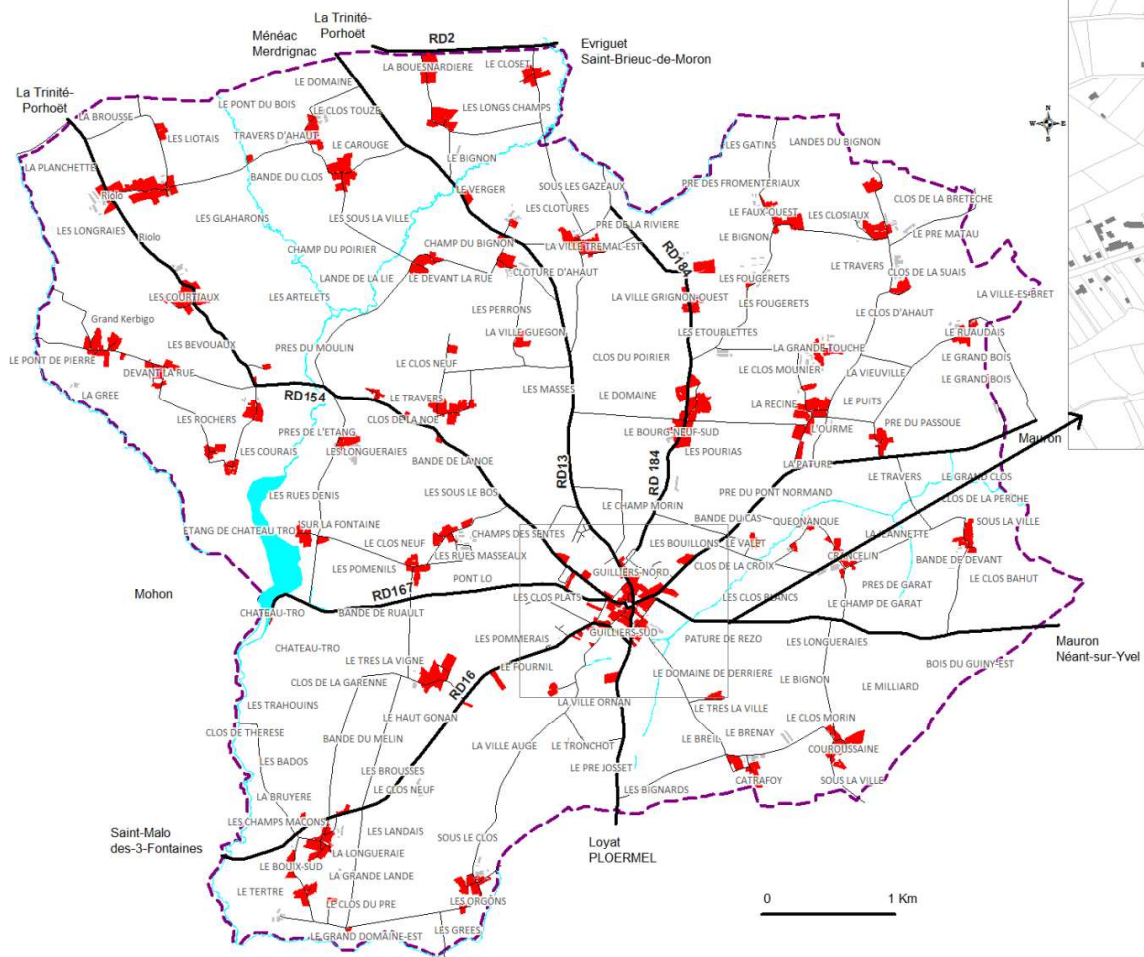 La Trinité-
Porhoët
Ménéac
Merdrignac
RD2
Evriguet
Saint-Brieuc-de-Moron
LA BOUESNARDIERE
LE CLOSET
LE DOMAINE
La Trinité-
Porhoët
LA BROUSSE
LE PONT DU BOIS
LE CLOS TOUZE
LES LONGS CHAMPS
LES LIOTAIS
TRAVERS D'AHAUT
LE CAROUGE
LES GATINS
LANDES DU BIGNON
N
W
E
S
LA PLANCHETTE
BANDE DU CLOS
LE BIGNON
Riolo
LE VERGER
SOUS LES GAZEAUX
PRE DES FROMENTERIAUX
CLOS DE LA BRETECHE
LES GLAHARONS
LES SOUS LA VILLE
LES CLOTURES
LE FAUX-OUEST
LES CLOSIAUX
LES LONGRAIES
Riolo
PRE DE LA RIVIERE
LE BIGNON
LE PRE MATAU
CHAMP DU POIRIER
CHAMP DU BIGNON
LA VILLE TREMAL-EST
RD184
LE TRAVERS
LANDE DE LA LIE
LE DEVANT LA RUE
CLOTURE D'AHAUT
LES FOUGERETS
CLOS DE LA SUAIS
LES COURTIAUX
LES ARTELETS
LA VILLE GRIGNON-OUEST
LES FOUGERETS
LA VILLE-ES-BRET
LES PERRONS
LE CLOS D'AHAUT
Grand Kerbigo
LES BEVOUAUX
PRES DU MOULIN
LA VILLE GUEGON
LES ETOUBLETTES
LE RUAUDAIS
LE PONT DE PIERRE
LE CLOS NEUF
CLOS DU POIRIER
LA GRANDE TOUCHE
LE GRAND BOIS
DEVANT LA RUE
LE CLOS MOUNIER
LA VIEUVILLE
LE GRAND BOIS
LA GREE
RD154
LE TRAVERS
LES MASSES
LE DOMAINE
LE PUITS
LES ROCHERS
CLOS DE LA NOE
LA RECINE
PRES DE L'ETANG
LE BOURG-NEUF-SUD
L'OURME
PRE DU PASSOUE
Mauron
LES COURAIS
LES LONGUERAIES
LES POURIAS
BANDE DE LA NOE
RD13
RD 184
LA PATURE
LE TRAVERS
LE GRAND CLOS
LES RUES DENIS
LES SOUS LE BOS
PRE DU PONT NORMAND
CLOS DE LA PERCHE
LE CHAMP MORIN
BANDE DU CAS
QUEONANQUE
SOUS LA VILLE
ETANG DE CHATEAU TRO
SUR LA FONTAINE
CHAMPS DES SENTES
LA JEANNETTE
LE CLOS NEUF
LES BOUILLONS
LE VALET
LES RUES MASSEAUX
CRANCELIN
BANDE DE DEVANT
LES POMENILS
PONT LO
GUILLIERS-NORD
CLOS DE LA CROIX
PRES DE GARAT
LE CLOS BAHUT
Mohon
RD167
LES CLOS PLATS
LES CLOS BLANCS
LE CHAMP DE GARAT
CHATEAU-TRO
BANDE DE RUAULT
GUILLIERS-SUD
LES POMMERAIS
PATURE DE REZO
LES LONGUERAIES
Mauron
Néant-sur-Yvel
CHATEAU-TRO
LE TRES LA VIGNE
LE FOURNIL
LE DOMAINE DE DERRIERE
BOIS DU GUINY-EST
CLOS DE LA GARENNE
RD16
LE BIGNON
LE MILLIARD
LES TRAHOUINS
LA VILLE ORNAN
LE TRES LA VILLE
LE HAUT GONAN
LE CLOS MORIN
CLOS DE THERESE
BANDE DU MELIN
LA VILLE AUGE
LE TRONCHOT
LE BREIL
LE BRENAY
COUROUSSAINE
LES BADOS
LE PRE JOSSET
LES BROUSSES
CATRAFOY
SOUS LA VILLE
LA BRUYERE
LE CLOS NEUF
LES BIGNARDS
LES CHAMPS MACONS
Saint-Malo
des-3-Fontaines
LES LANDAIS
SOUS LE CLOS
Loyat
PLOERMEL
LA LONGUERAIE
LE BOUIX-SUD
LA GRANDE LANDE
LE TERTRE
0
1 Km
LE CLOS DU PRE
LES ORGONS
LES GREES
LE GRAND DOMAINE-EST